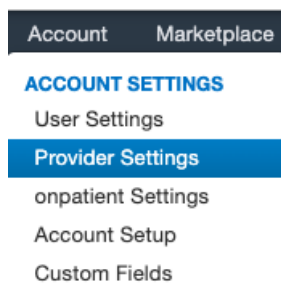 Account Marketplace
ACCOUNT SETTINGS
User Settings
Provider Settings
onpatient Settings
Account Setup
Custom Fields